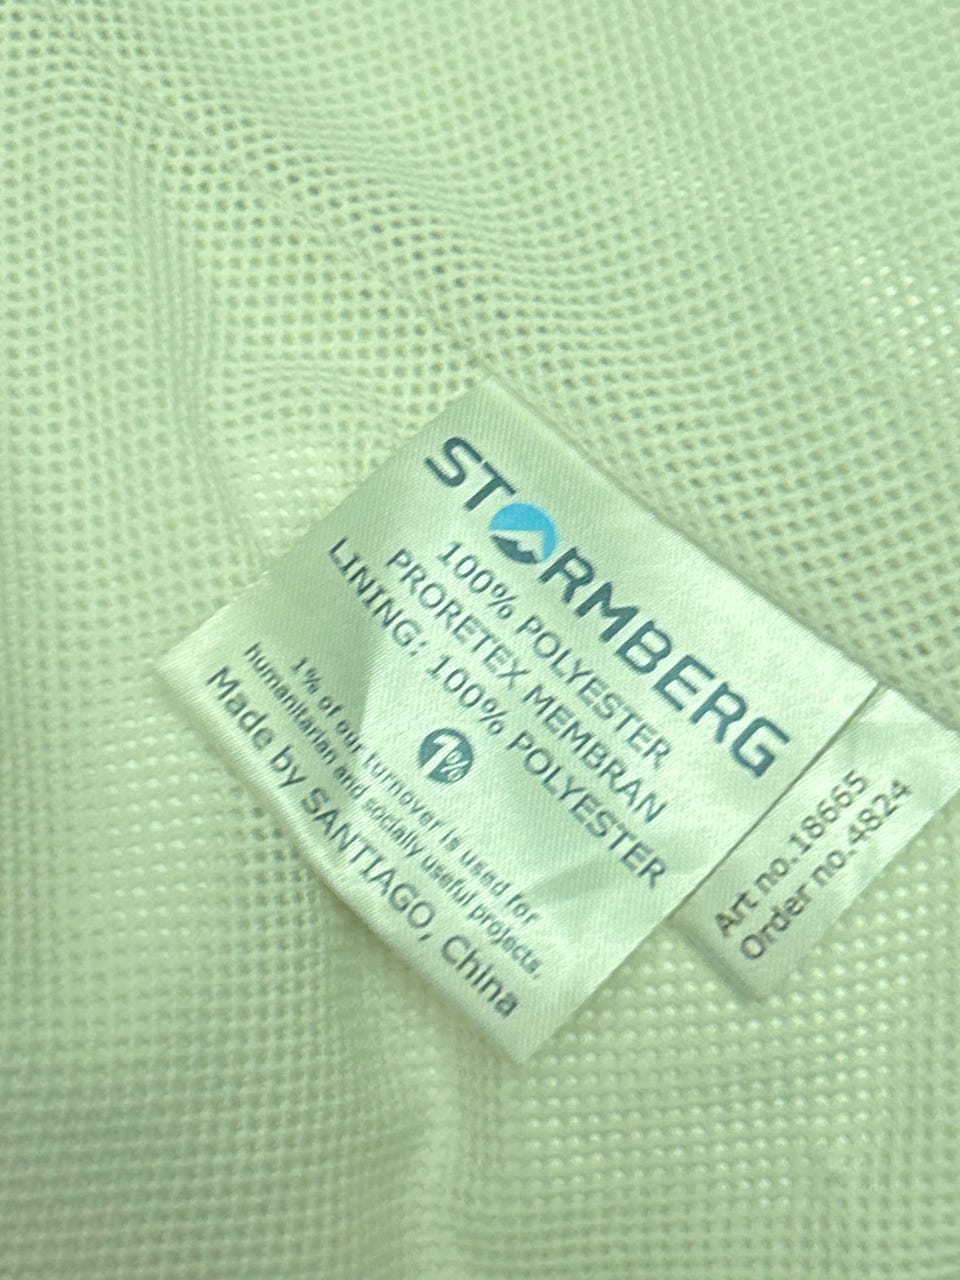 STORMBERG
100% POLYESTER
PRORETEX MEMBRAN
LINING: 100% POLYESTER
1%
1% of our turnover is used for
humanitarian and socially useful projects.
Made by SANTIAGO, China
Art no.18665
Order no.4824